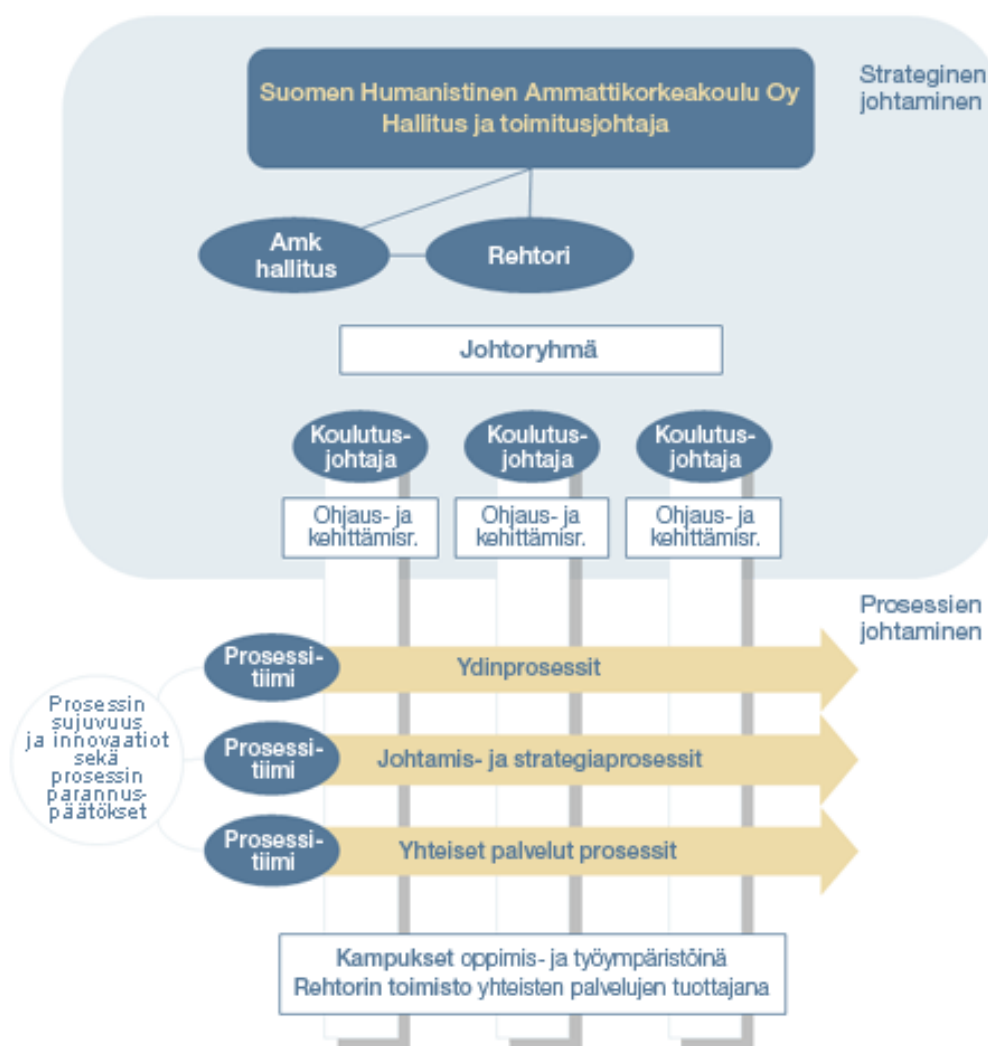 Strateginen
johtaminen
Suomen Humanistinen Ammattikorkeakoulu Oy
Hallitus ja toimitusjohtaja
Amk
hallitus
Rehtori
Johtoryhmä
Koulutus-
johtaja
Koulutus-
johtaja
Koulutus-
johtaja
Ohjaus- ja
kehittämisr.
Ohjaus- ja
kehittämisr.
Ohjaus- ja
kehittämisr.
Prosessien
johtaminen
Prosessin
sujuvuus
ja innovaatiot
sekä
prosessin
parannus-
päätökset
Prosessi-
tiimi
Ydinprosessit
Prosessi-
tiimi
Johtamis- ja strategiaprosessit
Prosessi-
tiimi
Yhteiset palvelut prosessit
Kampukset oppimis- ja työympäristöinä
Rehtorin toimisto yhteisten palvelujen tuottajana